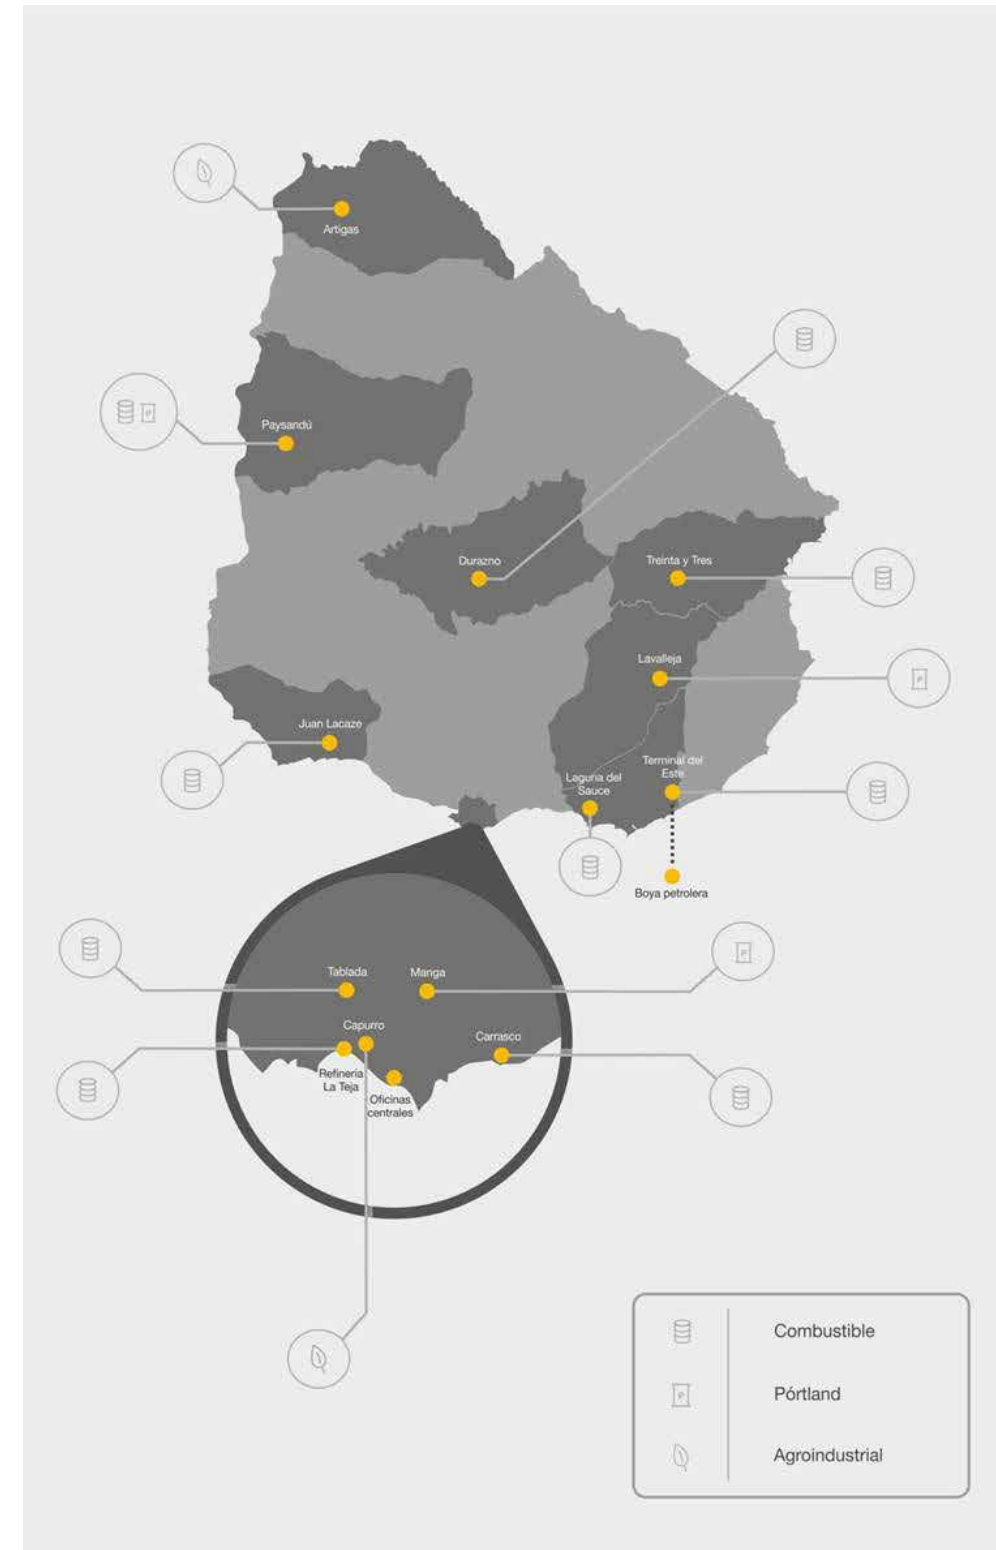 Artigas
Paysandú
Durazno
Treinta y Tres
Lavalleja
Juan Lacaze
Terminal del
Este
Laguna del
Sauce
Boya petrolera
Tablada
Manga
Capurro
Carrasco
Refinería
La Teja
Oficinas
centrales
P
P
P
Combustible
P
Pórtland
Agroindustrial